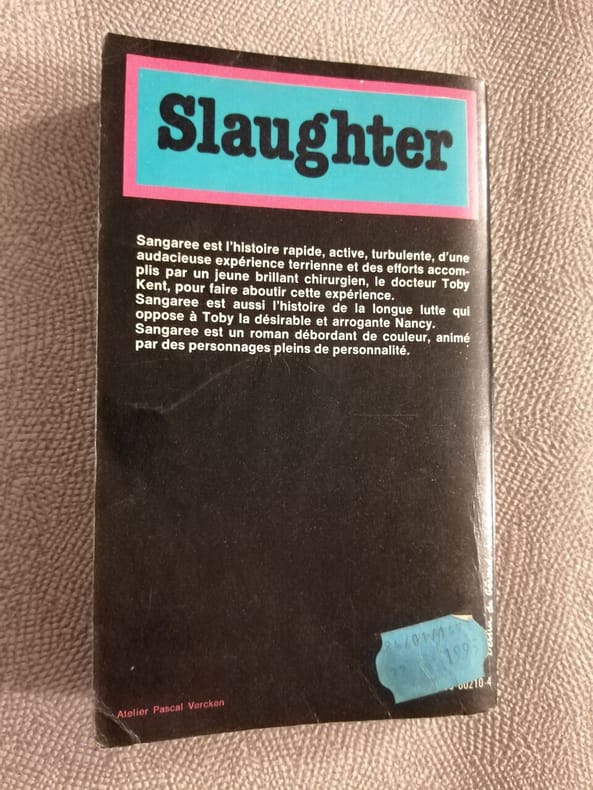 Slaughter
Sangaree est l'histoire rapide, active, turbulente, d'une
audacieuse expérience terrienne et des efforts accom-
plis par un jeune brillant chirurgien, le docteur Toby
Kent, pour faire aboutir cette expérience.
Sangaree est aussi l'histoire de la longue lutte qui
oppose à Toby la désirable et arrogante Nancy.
Sangaree est un roman débordant de couleur, animé
par des personnages pleins de personnalité.
00210-4
Atelier Pascal Vercken